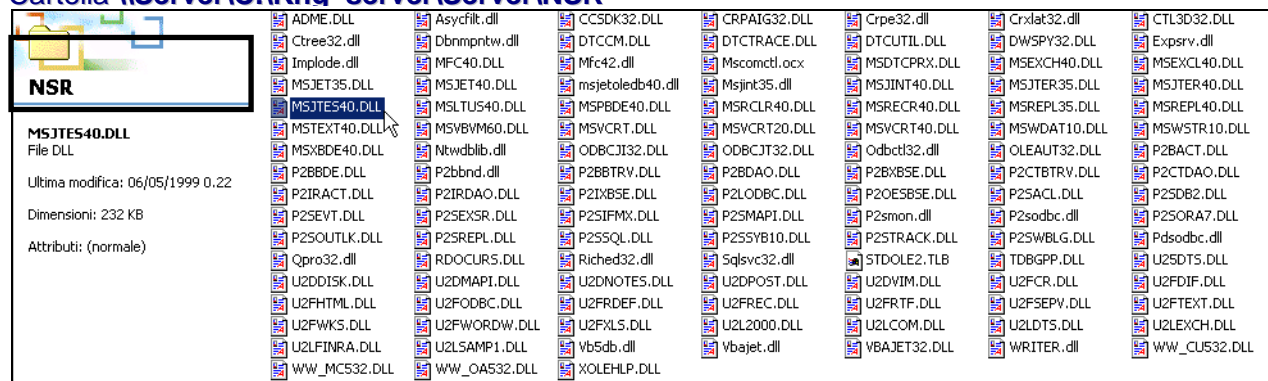 Cartella \\Server\ORKnq_server\Server\NSR
ADME.DLL Asycfilt.dll CCSDK32.DLL CRPAIG32.DLL Crpe32.dll Crxlat32.dll CTL3D32.DLL
Ctree32.dll Dbnmpntw.dll DTCCM.DLL DTCTRACE.DLL DTCUTIL.DLL DWSPY32.DLL Expsrv.dll
Implode.dll MFC40.DLL Mfc42.dll Mscomctl.ocx MSDTCPRX.DLL MSEXCH40.DLL MSEXCL40.DLL
NSR MSJET35.DLL MSJET40.DLL msjetoledb40.dll Msjint35.dll MSJINT40.DLL MSJTER35.DLL MSJTER40.DLL
MSJTES40.DLL MSLTUS40.DLL MSPBDE40.DLL MSRCLR40.DLL MSRECR40.DLL MSREPL35.DLL MSREPL40.DLL
MSJTES40.DLL MSTEXT40.DLL MSVBVM60.DLL MSVCRT.DLL MSVCRT20.DLL MSVCRT40.DLL MSWDAT10.DLL MSWSTR10.DLL
File DLL MSXBDE40.DLL Ntwdblib.dll ODBCJI32.DLL ODBCJT32.DLL Odbctl32.dll OLEAUT32.DLL P2BACT.DLL
P2BBDE.DLL P2bbnd.dll P2BBTRV.DLL P2BDAO.DLL P2BXBSE.DLL P2CTBTRV.DLL P2CTDAO.DLL
Ultima modifica: 06/05/1999 0.22 P2IRACT.DLL P2IRDAO.DLL P2IXBSE.DLL P2LODBC.DLL P2OESBSE.DLL P2SACL.DLL P2SDB2.DLL
Dimensioni: 232 KB P2SEVT.DLL P2SEXSR.DLL P2SIFMX.DLL P2SMAPI.DLL P2smon.dll P2sodbc.dll P2SORA7.DLL
Attributi: (normale) P2SOUTLK.DLL P2SREPL.DLL P2SSQL.DLL P2SSYB10.DLL P2STRACK.DLL P2SWBLG.DLL Pdsodbc.dll
Qpro32.dll RDOCURS.DLL Riched32.dll Sqlsvc32.dll STDOLE2.TLB TDBGPP.DLL U25DTS.DLL
U2DDISK.DLL U2DMAPI.DLL U2DNOTES.DLL U2DPOST.DLL U2DVIM.DLL U2FCR.DLL U2FDIF.DLL
U2FHTML.DLL U2FODBC.DLL U2FRDEF.DLL U2FREC.DLL U2FRTF.DLL U2FSEPV.DLL U2FTEXT.DLL
U2FWKS.DLL U2FWORDW.DLL U2FXLS.DLL U2L2000.DLL U2LCOM.DLL U2LDTS.DLL U2LEXCH.DLL
U2LFINRA.DLL U2LSAMP1.DLL Vb5db.dll Vbajet.dll VBAJET32.DLL WRITER.dll WW_CU532.DLL
WW_MC532.DLL WW_OA532.DLL XOLEHLP.DLL